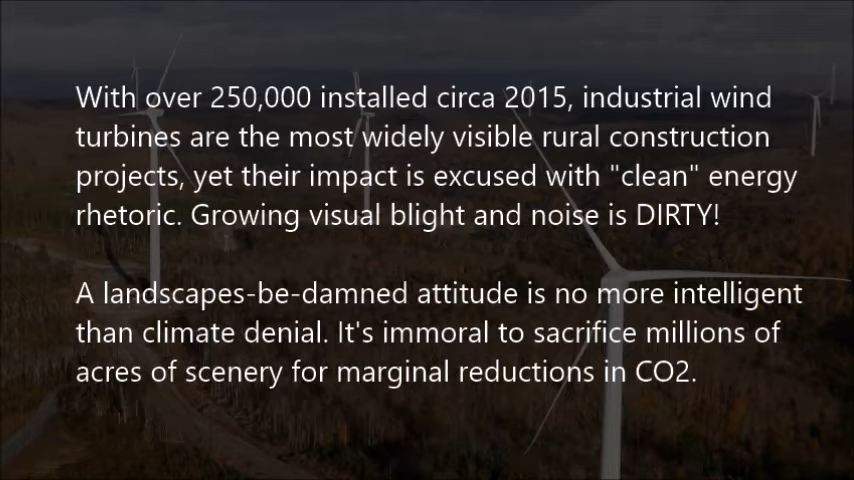 With over 250,000 installed circa 2015, industrial wind
turbines are the most widely visible rural construction
projects, yet their impact is excused with "clean" energy
rhetoric. Growing visual blight and noise is DIRTY!
A landscapes-be-damned attitude is no more intelligent
than climate denial. It's immoral to sacrifice millions of
acres of scenery for marginal reductions in CO2.